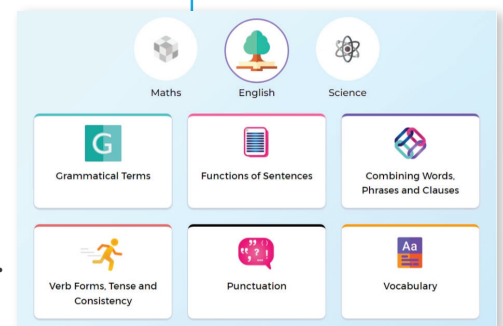 Maths English Science
G
Grammatical Terms
Functions of Sentences
Combining Words,
Phrases and Clauses
Verb Forms, Tense and
Consistency
Punctuation
Aa
Vocabulary